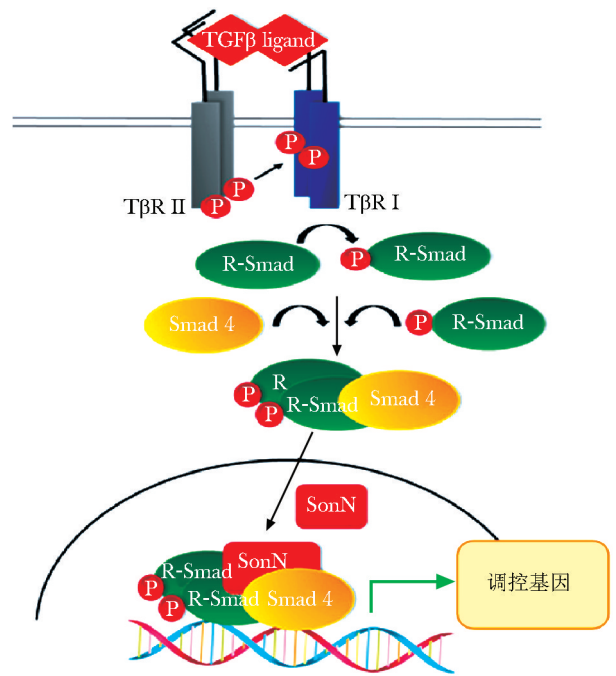 TGFβ ligand
P
P
P
P
TβR II
TβR I
R-Smad
P
R-Smad
Smad 4
P
R-Smad
R
P
R-Smad
Smad 4
P
SonN
SonN
R-Smad
P
R-Smad
Smad 4
P
调控基因